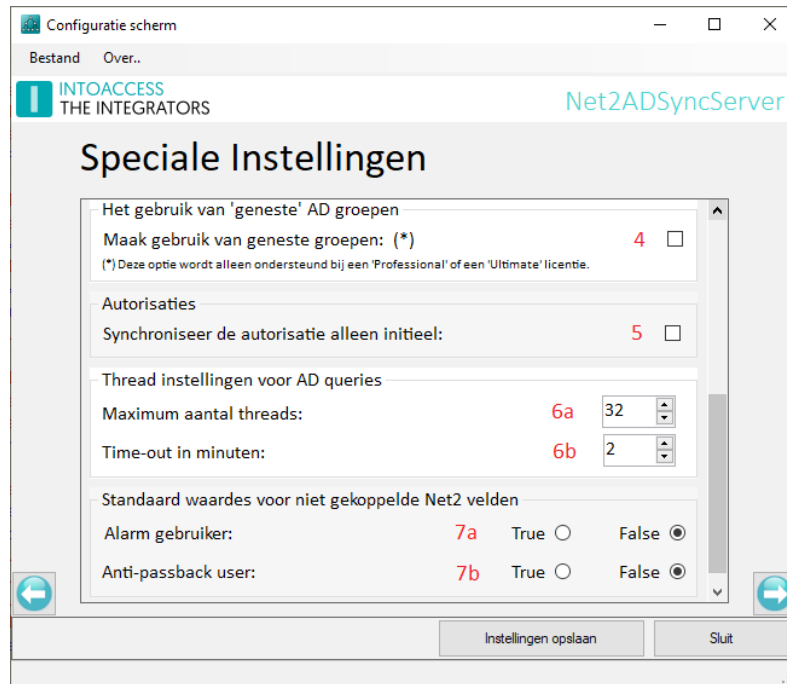 Configuratie scherm
Bestand Over..
INTOACCESS
THE INTEGRATORS
Net2ADSyncServer
Speciale Instellingen
Het gebruik van 'geneste' AD groepen
Maak gebruik van geneste groepen: (*) 4
(*) Deze optie wordt alleen ondersteund bij een 'Professional' of een 'Ultimate' licentie.
Autorisaties
Synchroniseer de autorisatie alleen initieel: 5
Thread instellingen voor AD queries
Maximum aantal threads: 6a 32
Time-out in minuten: 6b 2
Standaard waardes voor niet gekoppelde Net2 velden
Alarm gebruiker: 7a True False
Anti-passback user: 7b True False
Instellingen opslaan Sluit